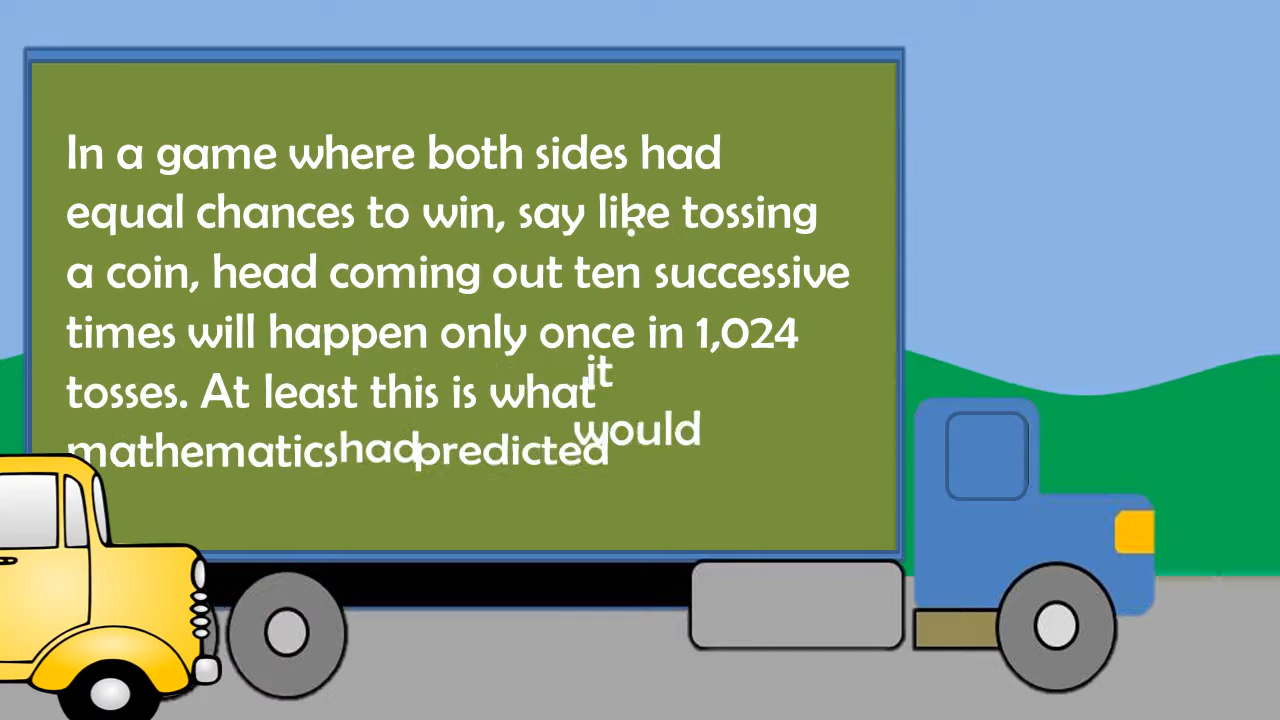 In a game where both sides had
equal chances to win, say like tossing
a coin, head coming out ten successive
times will happen only once in 1,024
tosses. At least this is what it
mathematics had predicted would